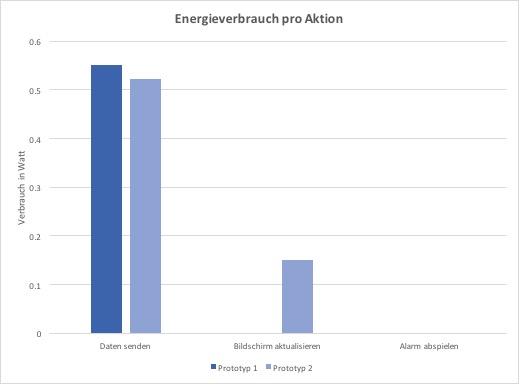 Energieverbrauch pro Aktion
Verbrauch in Watt
0.6
0.5
0.4
0.3
0.2
0.1
0
Daten senden
Bildschirm aktualisieren
Alarm abspielen
Prototyp 1
Prototyp 2